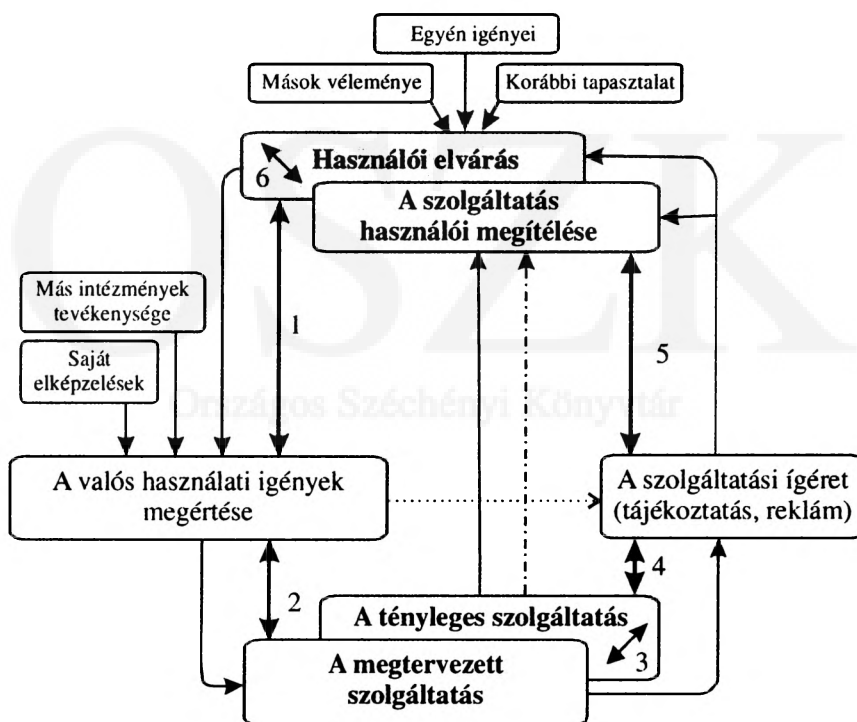 Egyén igényei
Mások véleménye
Korábbi tapasztalat
Használói elvárás
6
A szolgáltatás
használói megítélése
Más intézmények
tevékenysége
1
5
Saját
elképzelések
OSZK
Országos Széchényi Könyvtár
A valós használati igények
megértése
A szolgáltatási ígéret
(tájékoztatás, reklám)
2
4
A tényleges szolgáltatás
3
A megtervezett
szolgáltatás